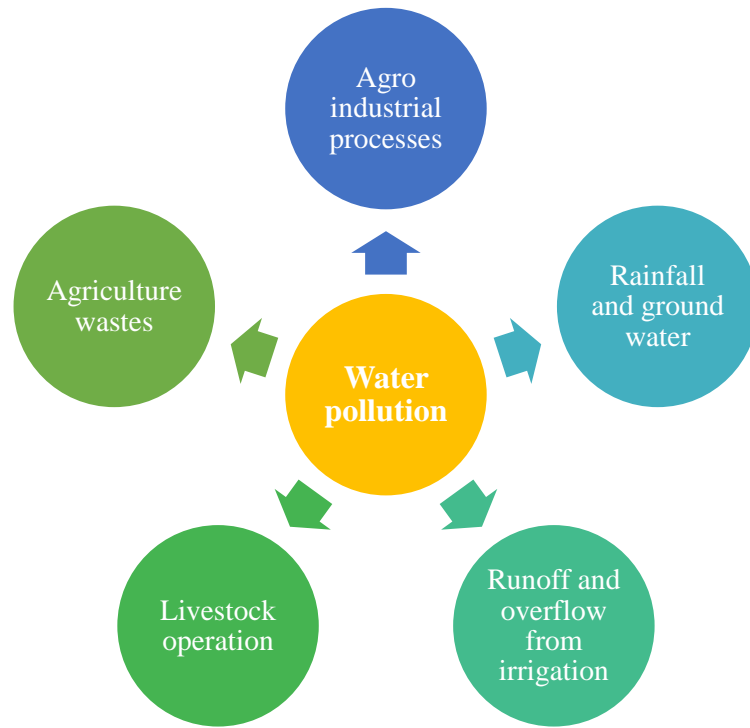 Agro
industrial
processes
Agriculture
wastes
Rainfall
and ground
water
Water
pollution
Livestock
operation
Runoff and
overflow
from
irrigation